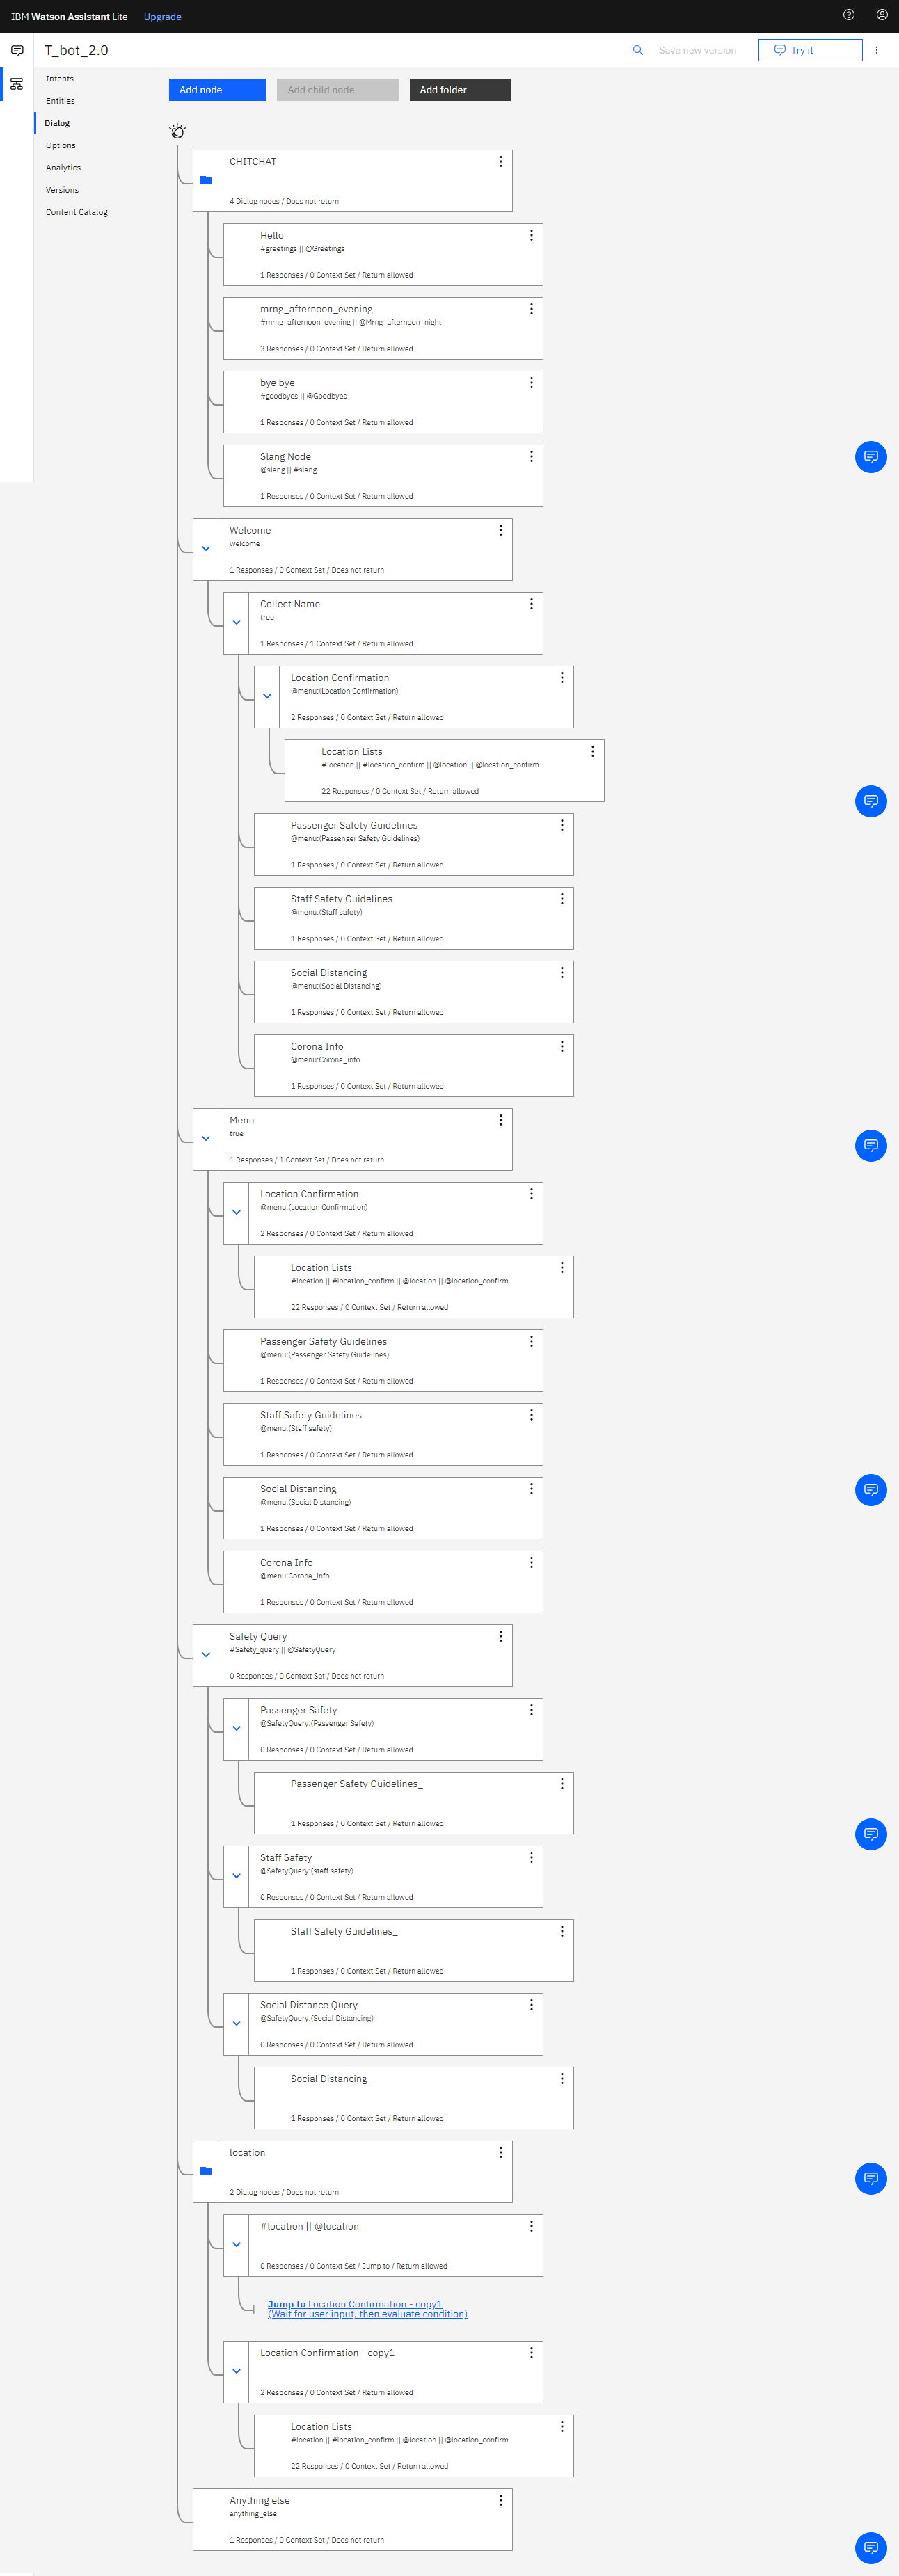 IBM Watson Assistant Lite Upgrade
T_bot_2.0
Save new version
Try it
Intents
Entities
Dialog
Options
Analytics
Versions
Content Catalog
Add node
Add child node
Add folder
CHITCHAT
4 Dialog nodes / Does not return
Hello
#greetings || @Greetings
1 Responses / 0 Context Set / Return allowed
mrng_afternoon_evening
#mrng_afternoon_evening || @Mrng_afternoon_night
3 Responses / 0 Context Set / Return allowed
bye bye
#goodbyes || @Goodbyes
1 Responses / 0 Context Set / Return allowed
Slang Node
@slang || #slang
1 Responses / 0 Context Set / Return allowed
Welcome
welcome
1 Responses / 0 Context Set / Does not return
Collect Name
true
1 Responses / 1 Context Set / Return allowed
Location Confirmation
@menu:(Location Confirmation)
2 Responses / 0 Context Set / Return allowed
Location Lists
#location || #location_confirm || @location || @location_confirm
22 Responses / 0 Context Set / Return allowed
Passenger Safety Guidelines
@menu:(Passenger Safety Guidelines)
1 Responses / 0 Context Set / Return allowed
Staff Safety Guidelines
@menu:(Staff safety)
1 Responses / 0 Context Set / Return allowed
Social Distancing
@menu:(Social Distancing)
1 Responses / 0 Context Set / Return allowed
Corona Info
@menu:Corona_info
1 Responses / 0 Context Set / Return allowed
Menu
true
1 Responses / 1 Context Set / Does not return
Location Confirmation
@menu:(Location Confirmation)
2 Responses / 0 Context Set / Return allowed
Location Lists
#location || #location_confirm || @location || @location_confirm
22 Responses / 0 Context Set / Return allowed
Passenger Safety Guidelines
@menu:(Passenger Safety Guidelines)
1 Responses / 0 Context Set / Return allowed
Staff Safety Guidelines
@menu:(Staff safety)
1 Responses / 0 Context Set / Return allowed
Social Distancing
@menu:(Social Distancing)
1 Responses / 0 Context Set / Return allowed
Corona Info
@menu:Corona_info
1 Responses / 0 Context Set / Return allowed
Safety Query
#Safety_query || @SafetyQuery
0 Responses / 0 Context Set / Does not return
Passenger Safety
@SafetyQuery:(Passenger Safety)
0 Responses / 0 Context Set / Return allowed
Passenger Safety Guidelines_
1 Responses / 0 Context Set / Return allowed
Staff Safety
@SafetyQuery:(staff safety)
0 Responses / 0 Context Set / Return allowed
Staff Safety Guidelines_
1 Responses / 0 Context Set / Return allowed
Social Distance Query
@SafetyQuery:(Social Distancing)
0 Responses / 0 Context Set / Return allowed
Social Distancing_
1 Responses / 0 Context Set / Return allowed
location
2 Dialog nodes / Does not return
#location || @location
0 Responses / 0 Context Set / Jump to / Return allowed
Jump to Location Confirmation - copy1
(Wait for user input, then evaluate condition)
Location Confirmation - copy1
2 Responses / 0 Context Set / Return allowed
Location Lists
#location || #location_confirm || @location || @location_confirm
22 Responses / 0 Context Set / Return allowed
Anything else
anything_else
1 Responses / 0 Context Set / Does not return